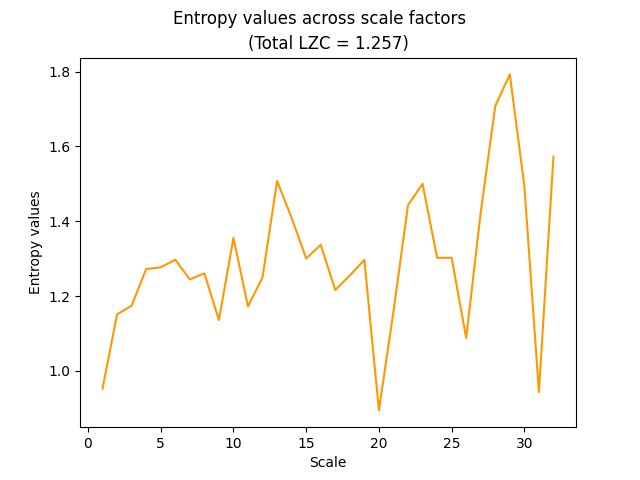 Entropy values across scale factors
(Total LZC = 1.257)
1.8
1.6
1.4
1.2
1.0
Entropy values
0 5 10 15 20 25 30
Scale